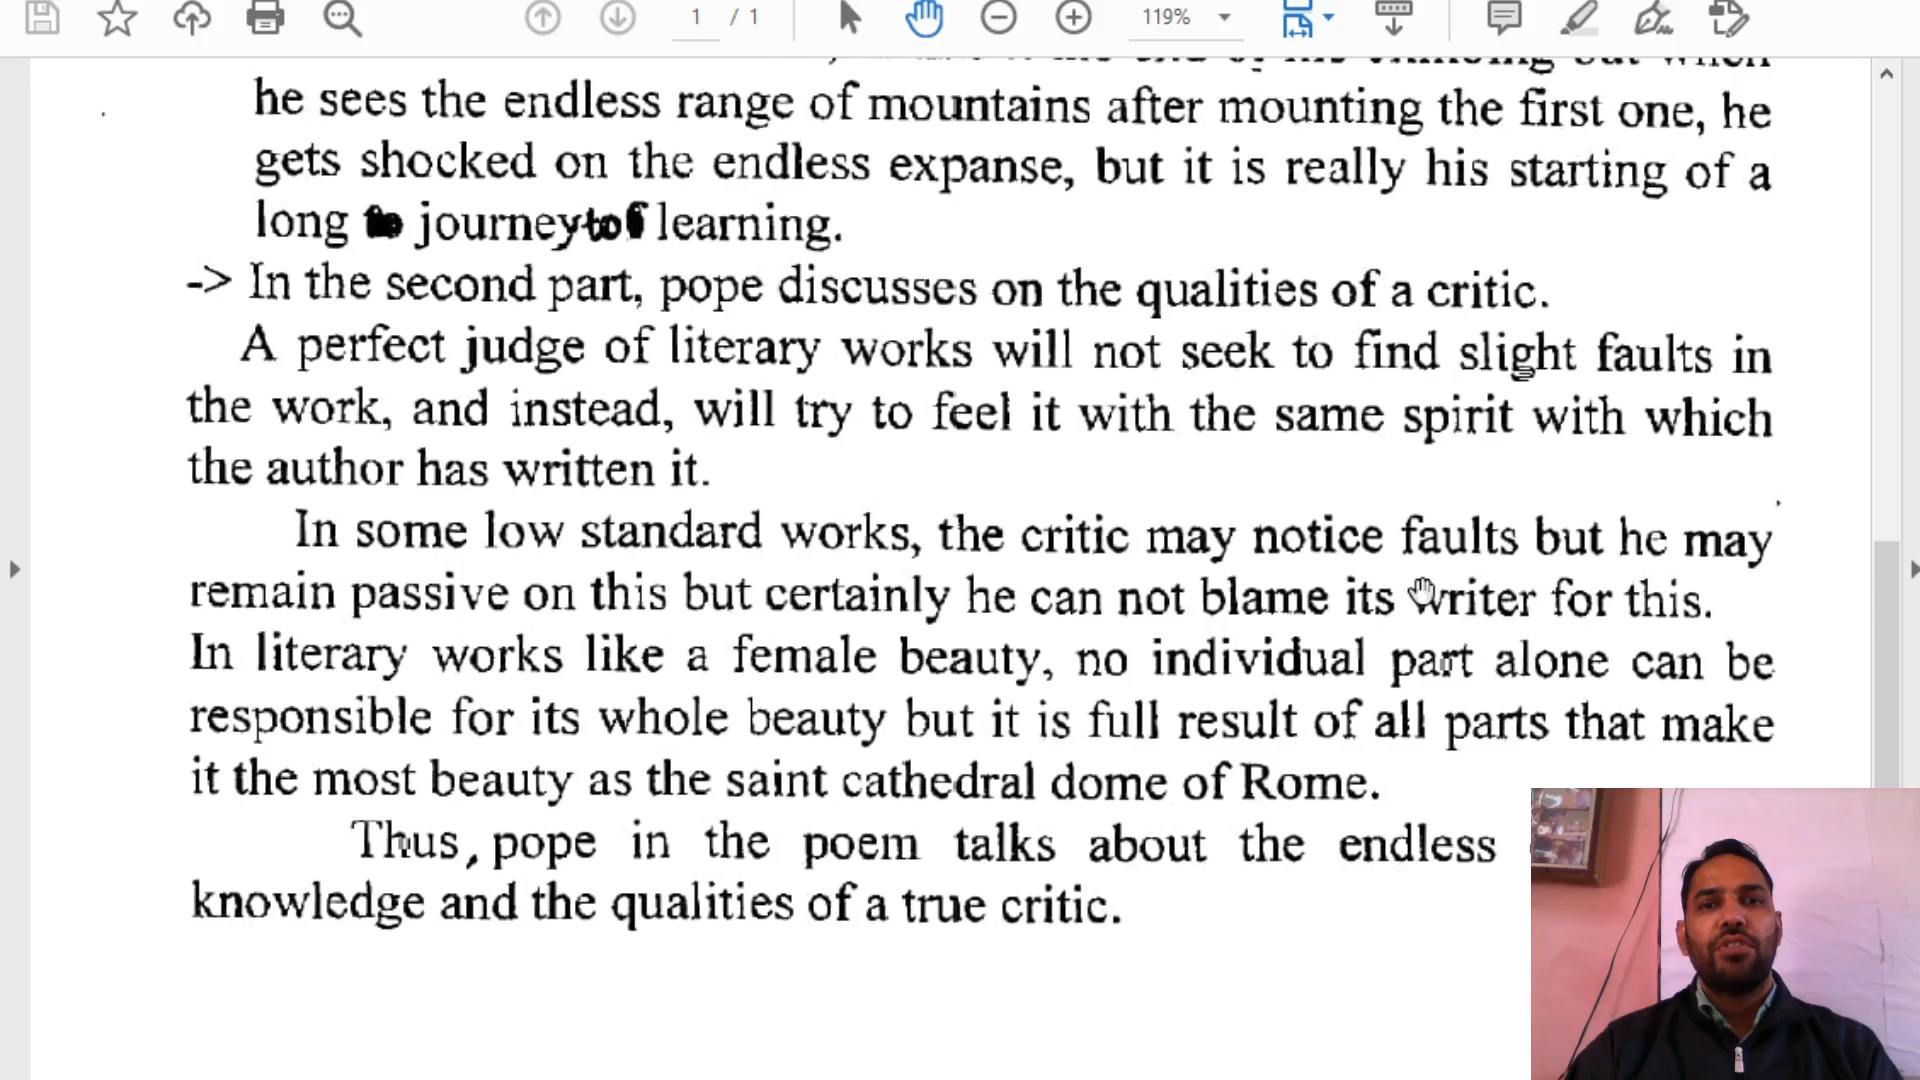 1 / 1 119%
he sees the endless range of mountains after mounting the first one, he
gets shocked on the endless expanse, but it is really his starting of a
long journey to learning.
-> In the second part, pope discusses on the qualities of a critic.
A perfect judge of literary works will not seek to find slight faults in
the work, and instead, will try to feel it with the same spirit with which
the author has written it.
In some low standard works, the critic may notice faults but he may
remain passive on this but certainly he can not blame its writer for this.
In literary works like a female beauty, no individual part alone can be
responsible for its whole beauty but it is full result of all parts that make
it the most beauty as the saint cathedral dome of Rome.
Thus, pope in the poem talks about the endless
knowledge and the qualities of a true critic.